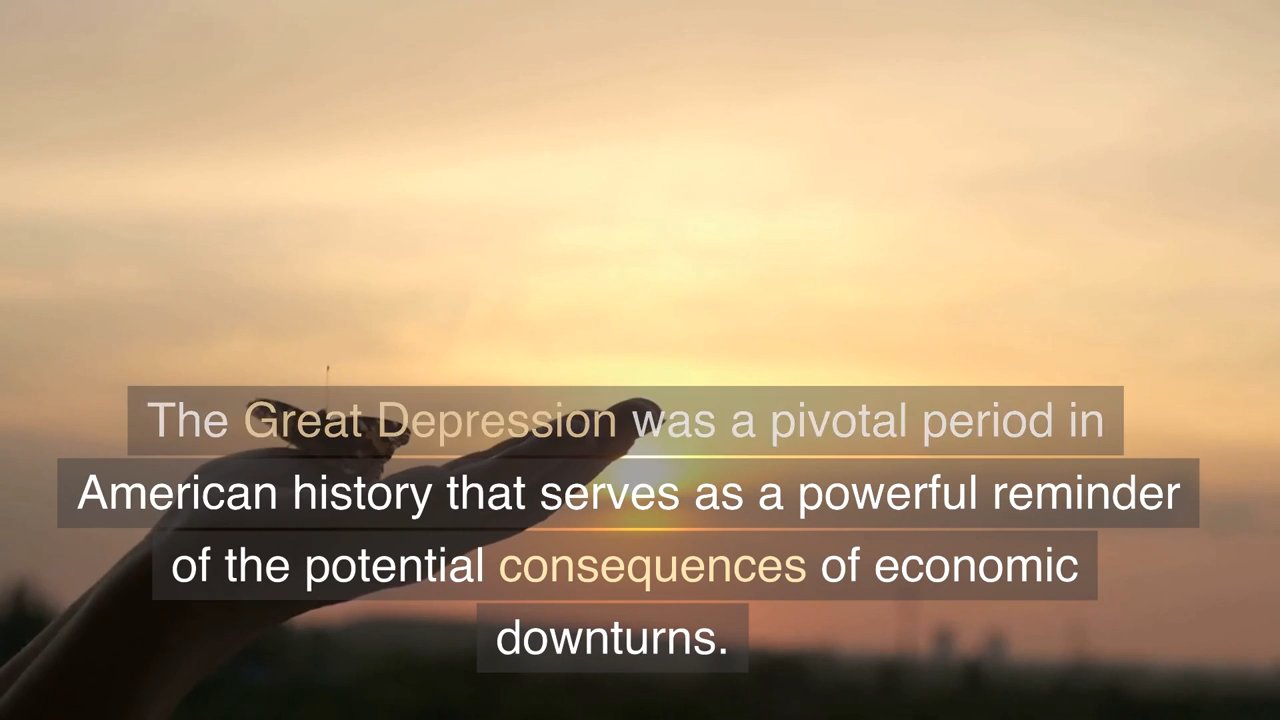 The Great Depression was a pivotal period in
American history that serves as a powerful reminder
of the potential consequences of economic
downturns.